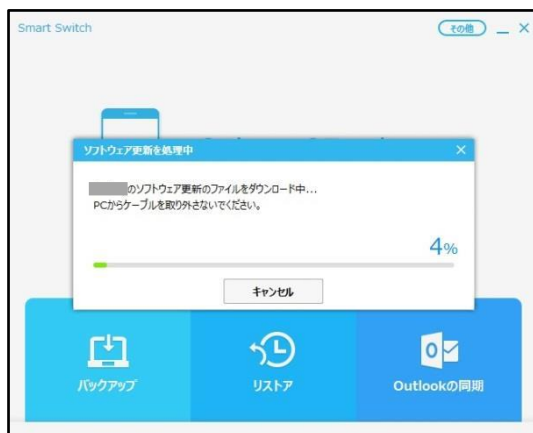 Smart Switch
その他
ソフトウェア更新を処理中
のソフトウェア更新のファイルをダウンロード中...
PCからケーブルを取り外さないでください。
4%
キャンセル
バックアップ
リストア
Outlookの同期